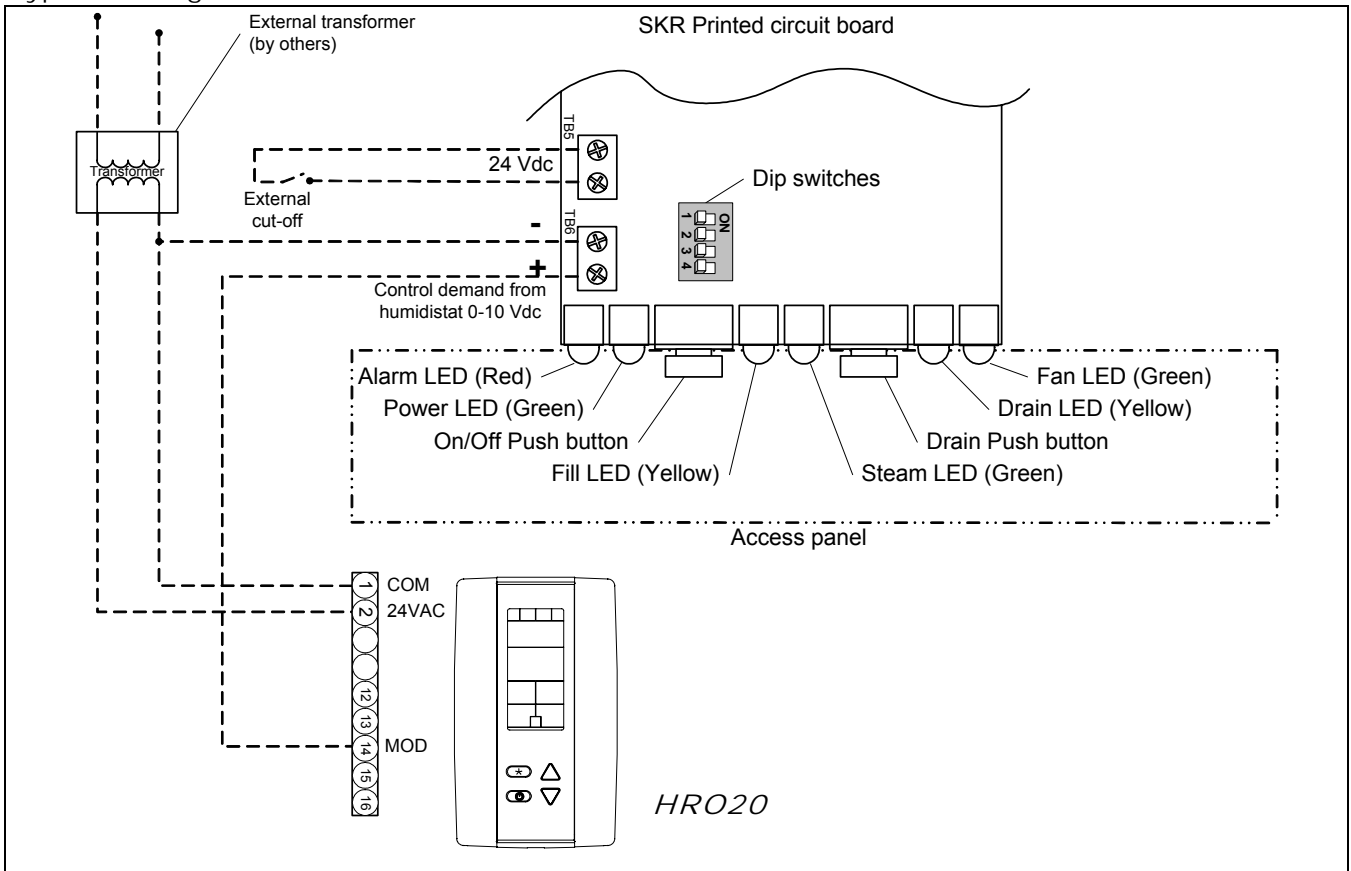 External transformer
(by others)
SKR Printed circuit board
Transformer
TB5
24 Vdc
External
cut-off
Dip switches
ON
1
2
3
4
TB6
-
+
Control demand from
humidistat 0-10 Vdc
Alarm LED (Red)
Fan LED (Green)
Power LED (Green)
Drain LED (Yellow)
On/Off Push button
Drain Push button
Fill LED (Yellow)
Steam LED (Green)
Access panel
1 COM
2 24VAC
12
13
14 MOD
15
16
HRO20